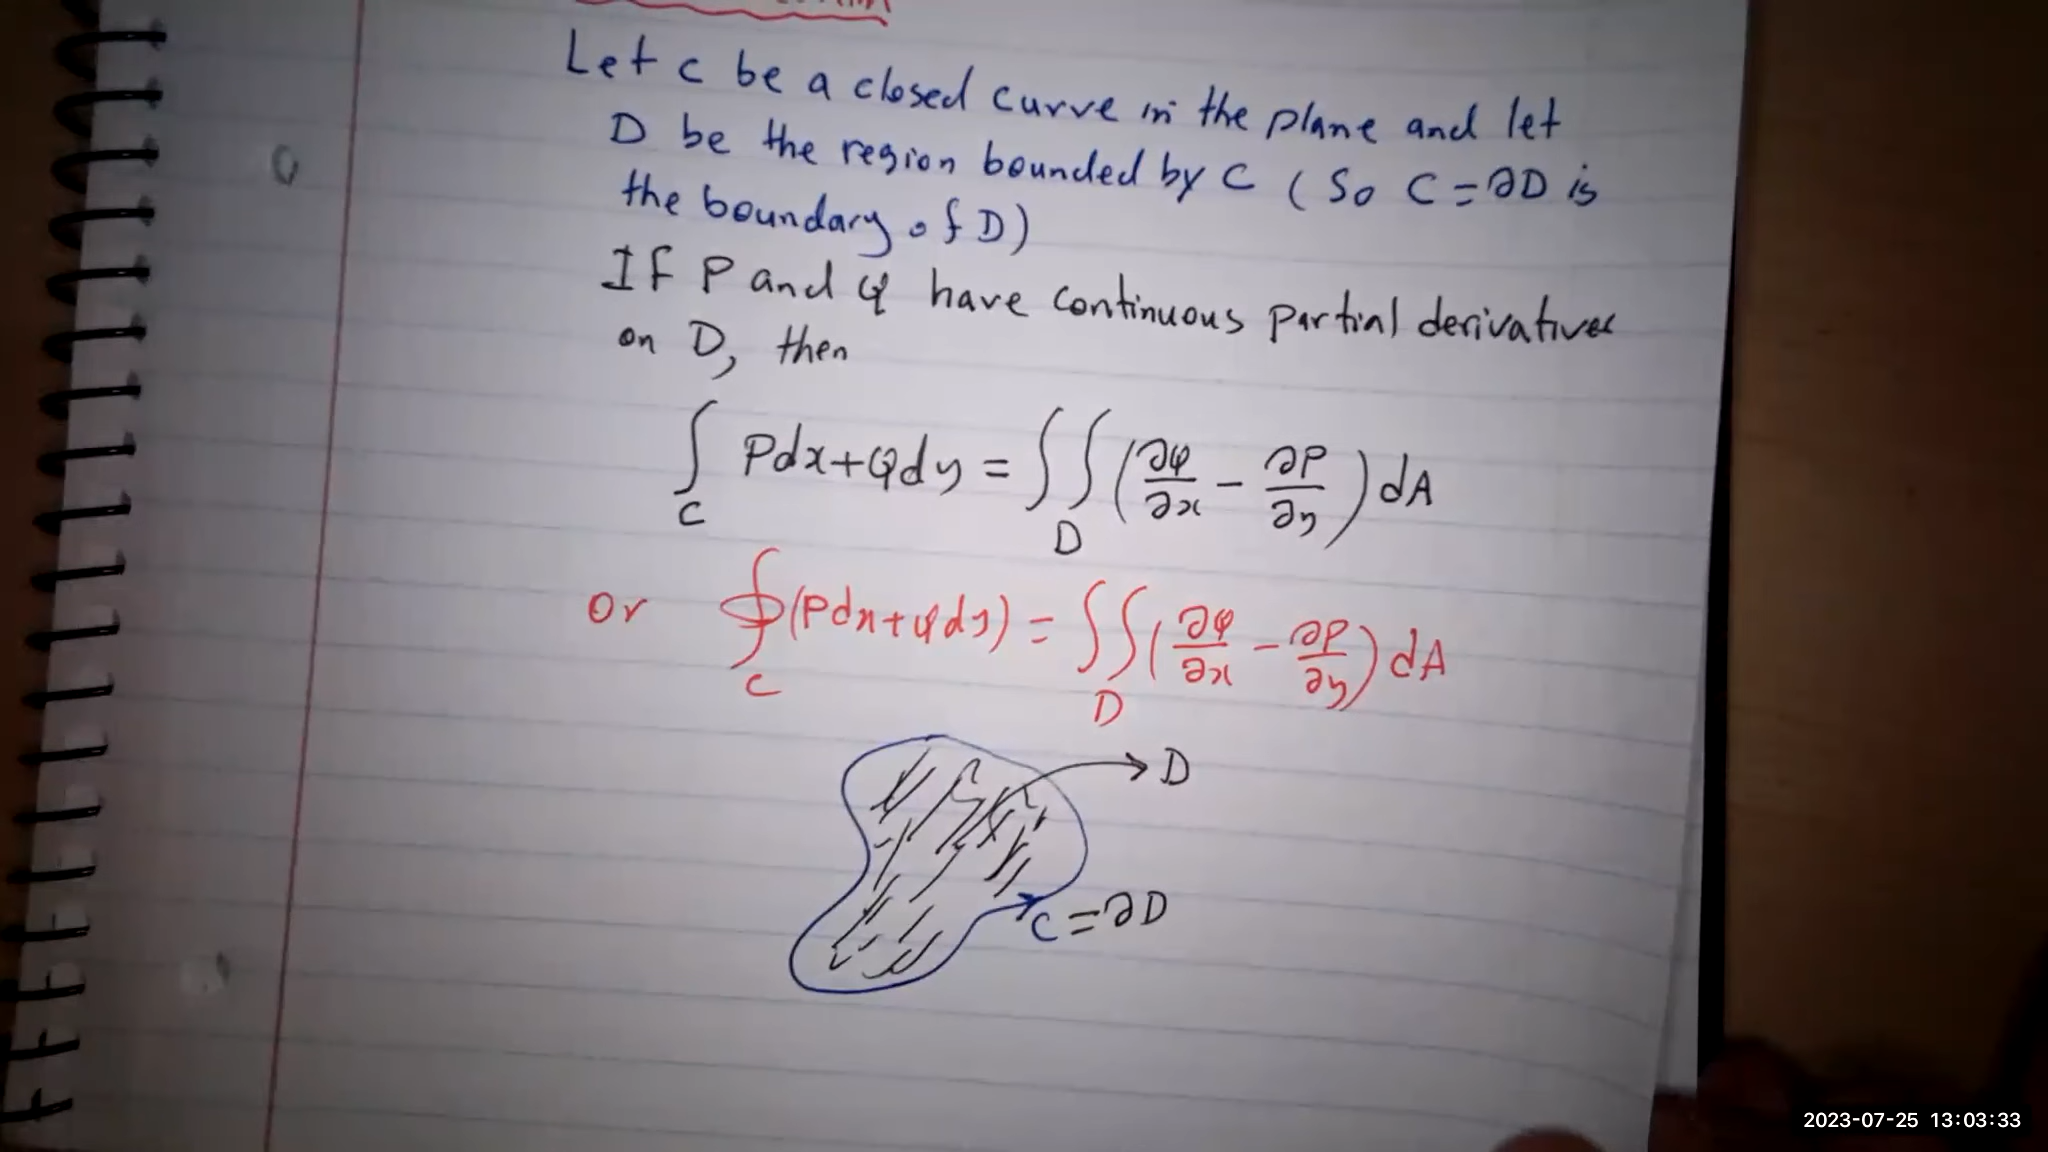 Let C be a closed curve in the plane and let
D be the region bounded by C (So C = ∂D is
the boundary of D)
If P and Q have continuous partial derivatives
on D, then
∫_C Pdx+Qdy = ∫∫_D (∂Q/∂x - ∂P/∂y) dA
or ∮_C (Pdx+Qdy) = ∫∫_D (∂Q/∂x - ∂P/∂y) dA
D
C = ∂D
2023-07-25 13:03:33